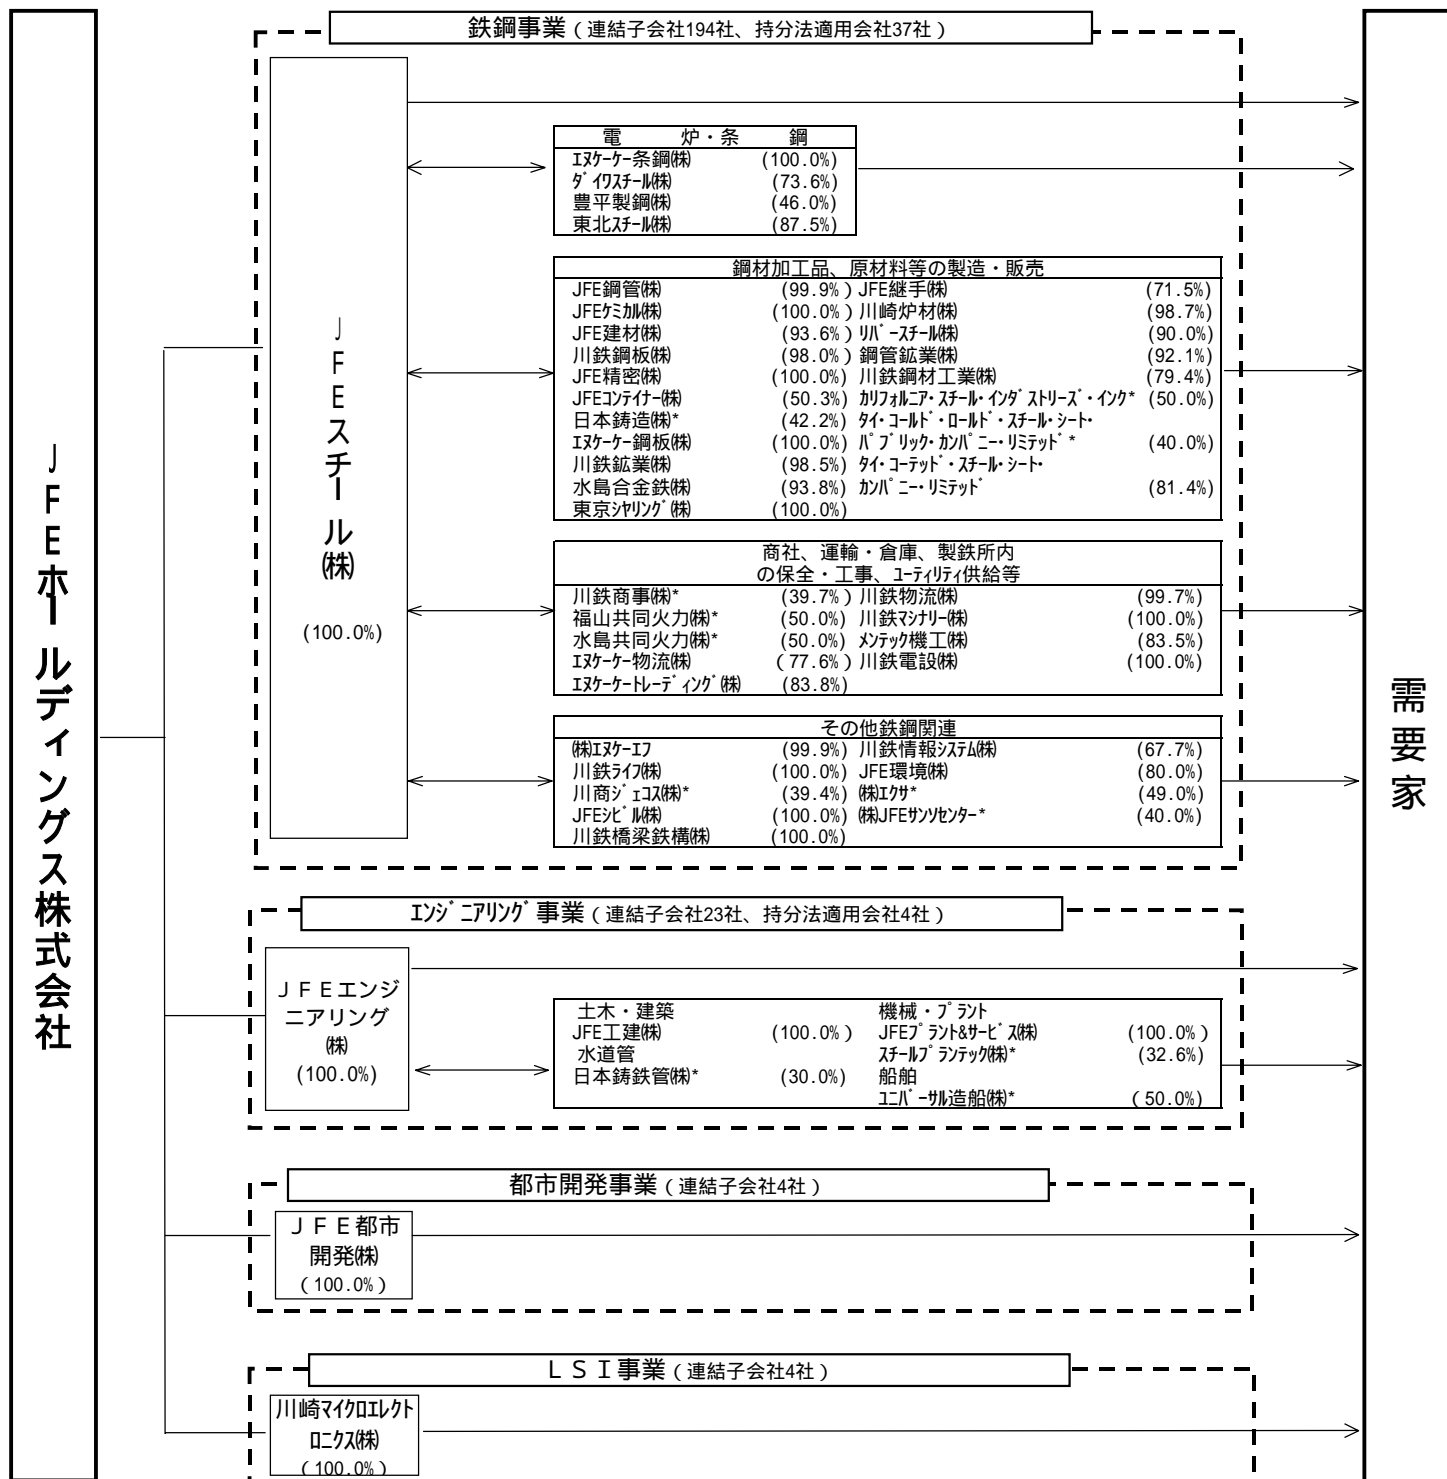 JFEホールディングス株式会社
鉄鋼事業（連結子会社194社、持分法適用会社37社）
JFEスチール㈱
(100.0%)
電　炉・条　鋼
ｴﾇｹｰｹｰ条鋼㈱ (100.0%)
ﾀﾞｲﾜｽﾁｰﾙ㈱ (73.6%)
豊平製鋼㈱ (46.0%)
東北ｽﾁｰﾙ㈱ (87.5%)
鋼材加工品、原材料等の製造・販売
JFE鋼管㈱ (99.9%) JFE継手㈱ (71.5%)
JFEｹﾐｶﾙ㈱ (100.0%) 川崎炉材㈱ (98.7%)
JFE建材㈱ (93.6%) ﾘﾊﾞｰｽﾁｰﾙ㈱ (90.0%)
川鉄鋼板㈱ (98.0%) 鋼管鉱業㈱ (92.1%)
JFE精密㈱ (100.0%) 川鉄鋼材工業㈱ (79.4%)
JFEｺﾝﾃｲﾅｰ㈱ (50.3%) ｶﾘﾌｫﾙﾆｱ・ｽﾁｰﾙ・ｲﾝﾀﾞｽﾄﾘｰｽﾞ・ｲﾝｸ* (50.0%)
日本鋳造㈱* (42.2%) ﾀｲ・ｺｰﾙﾄﾞ・ﾛｰﾙﾄﾞ・ｽﾁｰﾙ・ｼｰﾄ・
ｴﾇｹｰｹｰ鋼板㈱ (100.0%) ﾊﾟﾌﾞﾘｯｸ・ｶﾝﾊﾟﾆｰ・ﾘﾐﾃｯﾄﾞ* (40.0%)
川鉄鉱業㈱ (98.5%) ﾀｲ・ｺｰﾃｯﾄﾞ・ｽﾁｰﾙ・ｼｰﾄ・
水島合金鉄㈱ (93.8%) ｶﾝﾊﾟﾆｰ・ﾘﾐﾃｯﾄﾞ (81.4%)
東京ｼﾔﾘﾝｸﾞ㈱ (100.0%)
商社、運輸・倉庫、製鉄所内
の保全・工事、ﾕｰﾃｨﾘﾃｨ供給等
川鉄商事㈱* (39.7%) 川鉄物流㈱ (99.7%)
福山共同火力㈱* (50.0%) 川鉄ﾏｼﾅﾘｰ㈱ (100.0%)
水島共同火力㈱* (50.0%) ﾒﾝﾃｯｸ機工㈱ (83.5%)
ｴﾇｹｰｹｰ物流㈱ (77.6%) 川鉄電設㈱ (100.0%)
ｴﾇｹｰｹｰﾄﾚｰﾃﾞｨﾝｸﾞ㈱ (83.8%)
その他鉄鋼関連
㈱ｴﾇｹｰｴﾌ (99.9%) 川鉄情報ｼｽﾃﾑ㈱ (67.7%)
川鉄ﾗｲﾌ㈱ (100.0%) JFE環境㈱ (80.0%)
川商ｼﾞｪｺｽ㈱* (39.4%) ㈱ｴｸｻ* (49.0%)
JFEｼﾋﾞﾙ㈱ (100.0%) ㈱JFEｻﾝｿｾﾝﾀｰ* (40.0%)
川鉄橋梁鉄構㈱ (100.0%)
需要家
ｴﾝｼﾞﾆｱﾘﾝｸﾞ事業（連結子会社23社、持分法適用会社4社）
ＪＦＥエンジ
ニアリング
㈱
(100.0%)
土木・建築 機械・ﾌﾟﾗﾝﾄ
JFE工建㈱ (100.0%) JFEﾌﾟﾗﾝﾄ&ｻｰﾋﾞｽ㈱ (100.0%)
水道管 ｽﾁｰﾙﾌﾟﾗﾝﾃｯｸ㈱* (32.6%)
日本鋳鉄管㈱* (30.0%) 船舶
ﾕﾆﾊﾞｰｻﾙ造船㈱* (50.0%)
都市開発事業（連結子会社4社）
ＪＦＥ都市
開発㈱
(100.0%)
ＬＳＩ事業（連結子会社4社）
川崎ﾏｲｸﾛｴﾚｸﾄ
ﾛﾆｸｽ㈱
(100.0%)